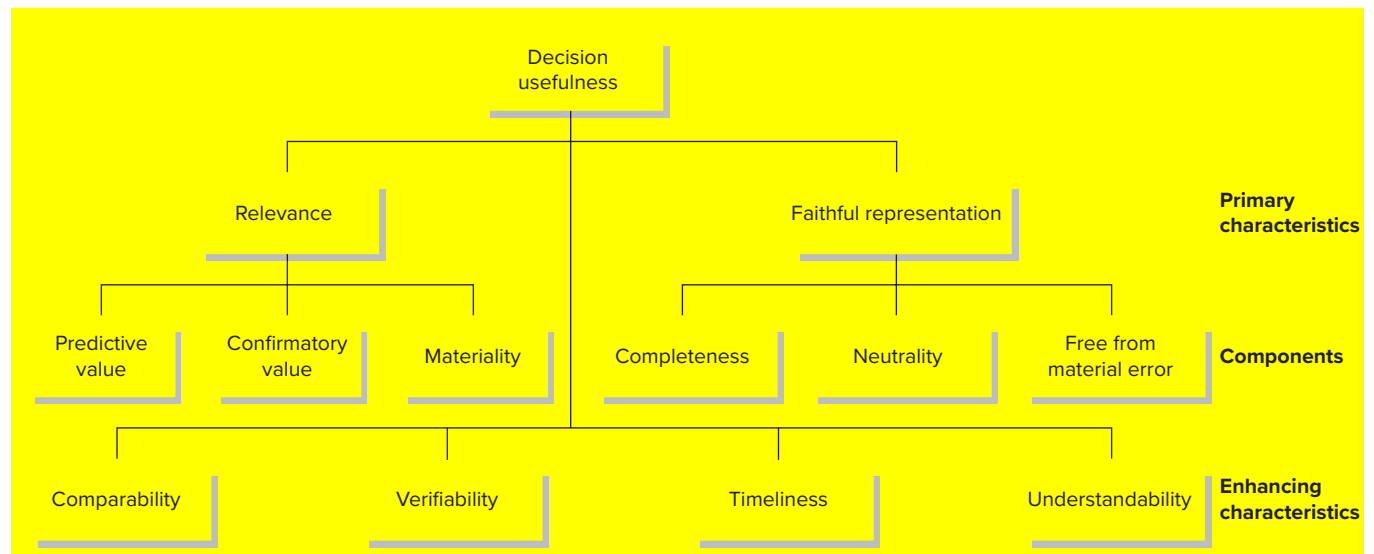 Decision
usefulness
Relevance
Faithful representation
Primary
characteristics
Predictive
value
Confirmatory
value
Materiality
Completeness
Neutrality
Free from
material error
Components
Comparability
Verifiability
Timeliness
Understandability
Enhancing
characteristics